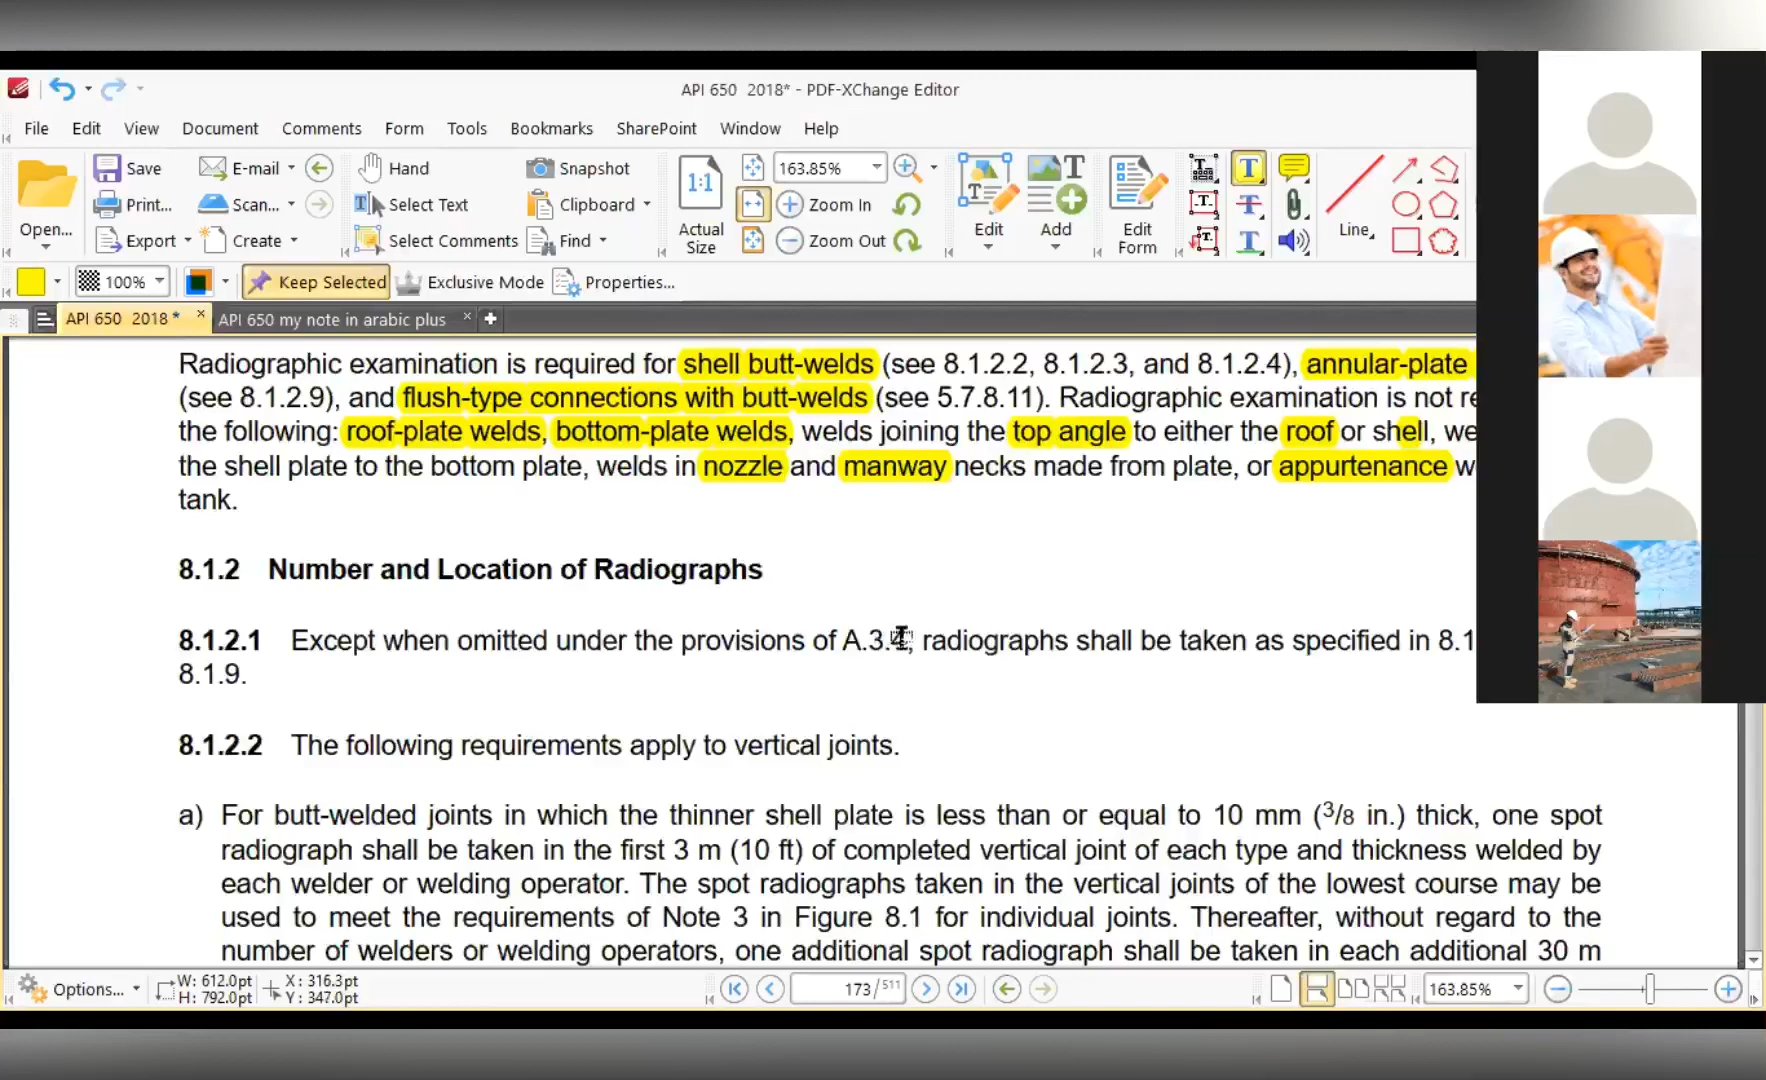 API 650 2018* - PDF-XChange Editor
File Edit View Document Comments Form Tools Bookmarks SharePoint Window Help
Open... Save E-mail Hand Snapshot 1:1 163.85%
Print... Scan... Select Text Clipboard Zoom In
Export Create Select Comments Find Actual Size Zoom Out Edit Add Edit Form Line
100% Keep Selected Exclusive Mode Properties...
API 650 2018 * API 650 my note in arabic plus
Radiographic examination is required for shell butt-welds (see 8.1.2.2, 8.1.2.3, and 8.1.2.4), annular-plate
(see 8.1.2.9), and flush-type connections with butt-welds (see 5.7.8.11). Radiographic examination is not
the following: roof-plate welds, bottom-plate welds, welds joining the top angle to either the roof or shell,
the shell plate to the bottom plate, welds in nozzle and manway necks made from plate, or appurtenance
tank.
8.1.2 Number and Location of Radiographs
8.1.2.1 Except when omitted under the provisions of A.3.4, radiographs shall be taken as specified in 8.1
8.1.9.
8.1.2.2 The following requirements apply to vertical joints.
a) For butt-welded joints in which the thinner shell plate is less than or equal to 10 mm (3/8 in.) thick, one spot
radiograph shall be taken in the first 3 m (10 ft) of completed vertical joint of each type and thickness welded by
each welder or welding operator. The spot radiographs taken in the vertical joints of the lowest course may be
used to meet the requirements of Note 3 in Figure 8.1 for individual joints. Thereafter, without regard to the
number of welders or welding operators, one additional spot radiograph shall be taken in each additional 30 m
Options... W: 612.0pt X: 316.3pt 173 / 511 163.85%
H: 792.0pt Y: 347.0pt